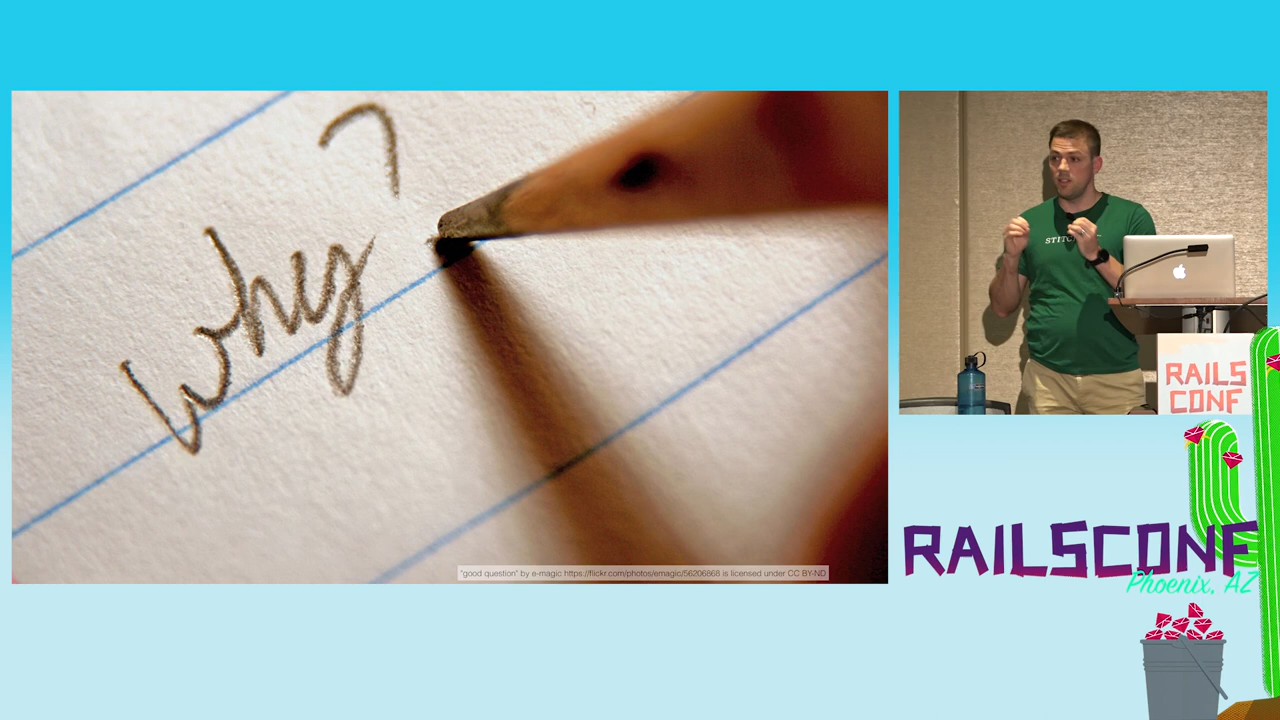 why?
"good question" by e-magic https://flickr.com/photos/emagic/56206868 is licensed under CC BY-ND.
RAILS
CONF
RAILSCONF
Phoenix, AZ